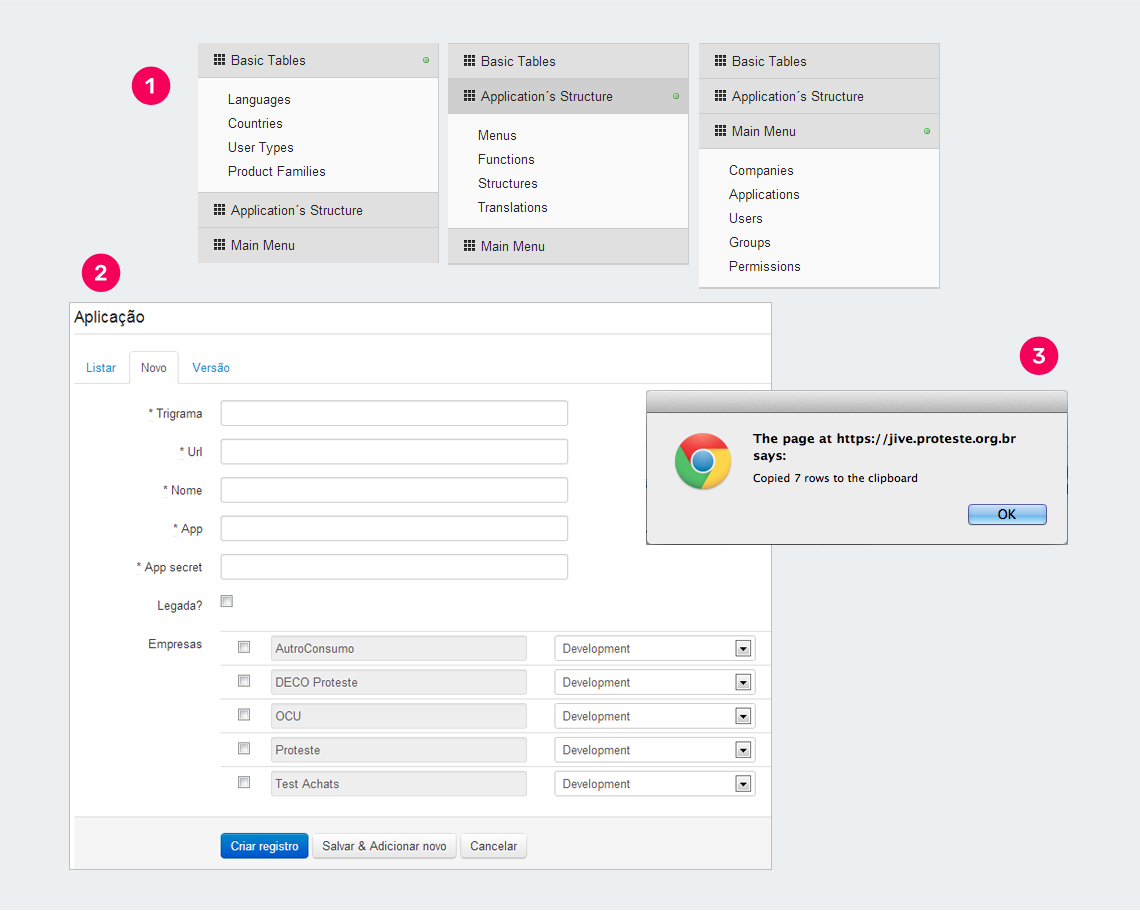 1
Basic Tables
Languages
Countries
User Types
Product Families
Application´s Structure
Main Menu
Basic Tables
Application´s Structure
Menus
Functions
Structures
Translations
Main Menu
Basic Tables
Application´s Structure
Main Menu
Companies
Applications
Users
Groups
Permissions
2
Aplicação
Listar Novo Versão
* Trigrama
* Url
* Nome
* App
* App secret
Legada?
Empresas
AutroConsumo Development
DECO Proteste Development
OCU Development
Proteste Development
Test Achats Development
Criar registro Salvar & Adicionar novo Cancelar
3
The page at https://jive.proteste.org.br
says:
Copied 7 rows to the clipboard
OK